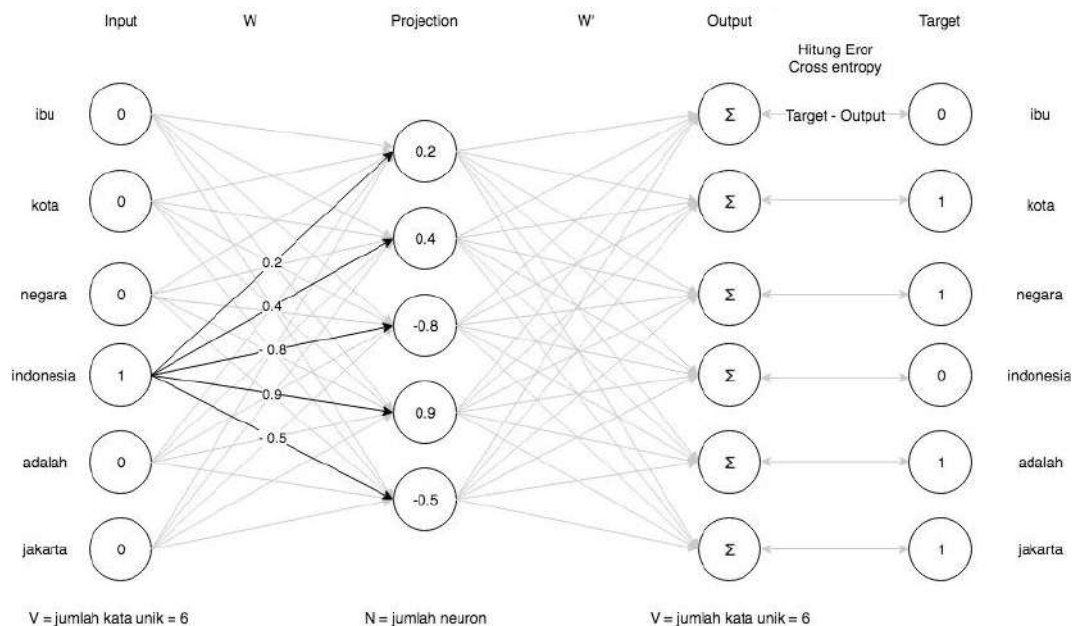 Input W Projection W' Output Target
Hitung Eror
Cross entropy
ibu 0 Σ Target - Output 0 ibu
0.2
kota 0 Σ 1 kota
0.4
0.2
negara 0 Σ 1 negara
0.4
-0.8
- 0.8
indonesia 1 Σ 0 indonesia
0.9
0.9
- 0.5
adalah 0 Σ 1 adalah
-0.5
jakarta 0 Σ 1 jakarta
V = jumlah kata unik = 6 N = jumlah neuron V = jumlah kata unik = 6